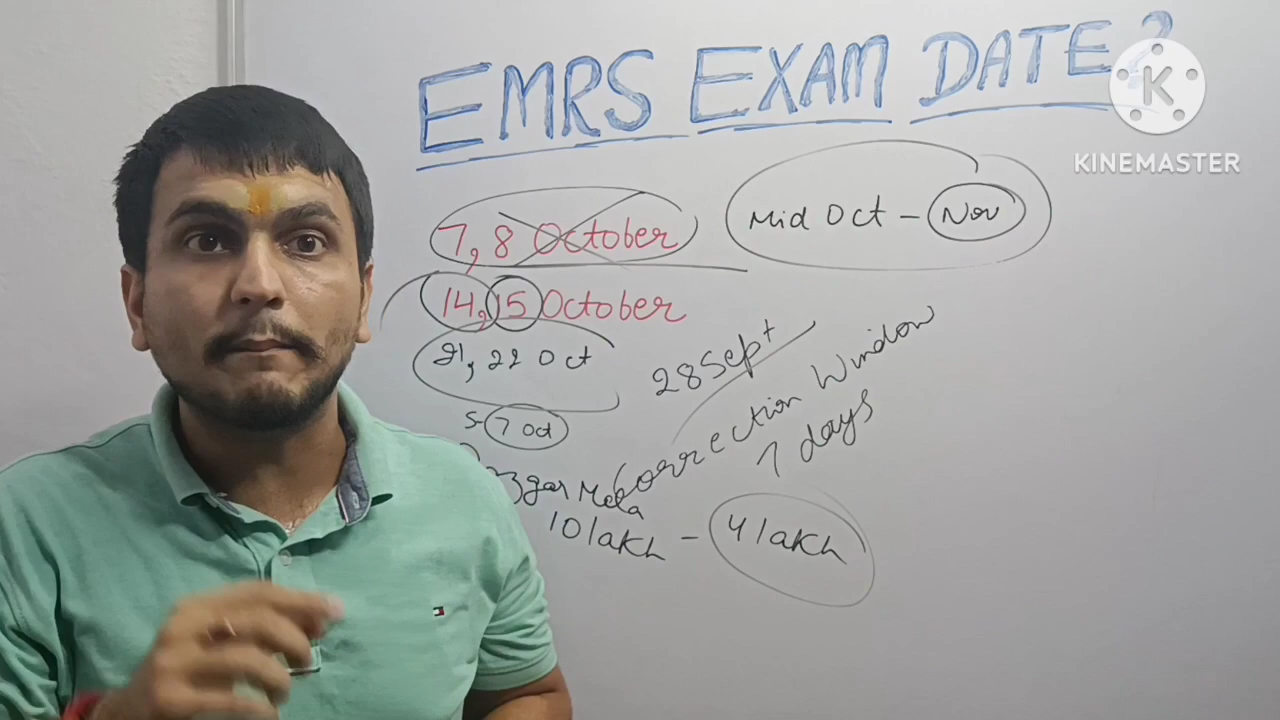 EMRS EXAM DATE ?
KINEMASTER
7, 8 October
Mid Oct - Nov
14, 15 October
21, 22 Oct
28 Sept
Correction Window
7 days
5-7 Oct
Mela
10 lakh - 4 lakh